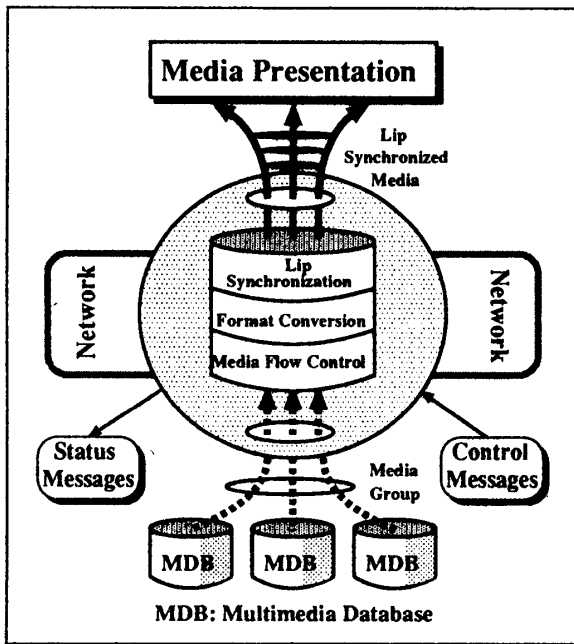 Media Presentation
Lip
Synchronized
Media
Lip
Synchronization
Format Conversion
Media Flow Control
Network
Network
Status
Messages
Control
Messages
Media
Group
MDB
MDB
MDB
MDB: Multimedia Database